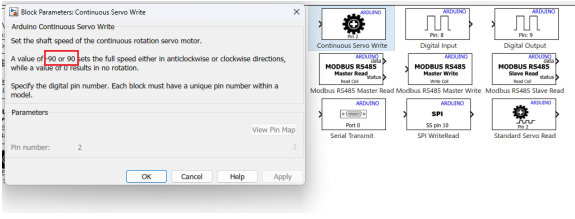 Block Parameters: Continuous Servo Write
Arduino Continuous Servo Write
Set the shaft speed of the continuous rotation servo motor.
A value of -90 or 90 sets the full speed either in anticlockwise or clockwise directions,
while a value of 0 results in no rotation.
Specify the digital pin number. Each block must have a unique pin number within a
model.
Parameters
View Pin Map
Pin number: 2
OK Cancel Help Apply
ARDUINO ARDUINO ARDUINO
Pin 2 Pin: 8 Pin: 9
Continuous Servo Write Digital Input Digital Output
ARDUINO ARDUINO ARDUINO
data data
MODBUS RS485 MODBUS RS485 MODBUS RS485
Master Read Master Write Slave Read
status status
Read Coil Write Coil Read Coil
Modbus RS485 Master Read Modbus RS485 Master Write Modbus RS485 Slave Read
ARDUINO ARDUINO ARDUINO
SPI
Port 0 SS pin 10 Pin 2
Serial Transmit SPI WriteRead Standard Servo Read